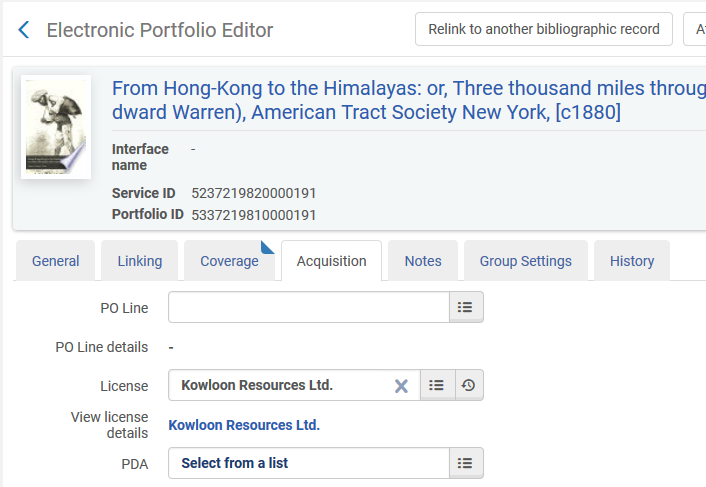 Electronic Portfolio Editor
Relink to another bibliographic record
From Hong-Kong to the Himalayas: or, Three thousand miles throug
dward Warren), American Tract Society New York, [c1880]
Interface name -
Service ID 5237219820000191
Portfolio ID 5337219810000191
General Linking Coverage Acquisition Notes Group Settings History
PO Line
PO Line details -
License Kowloon Resources Ltd.
View license details Kowloon Resources Ltd.
PDA Select from a list